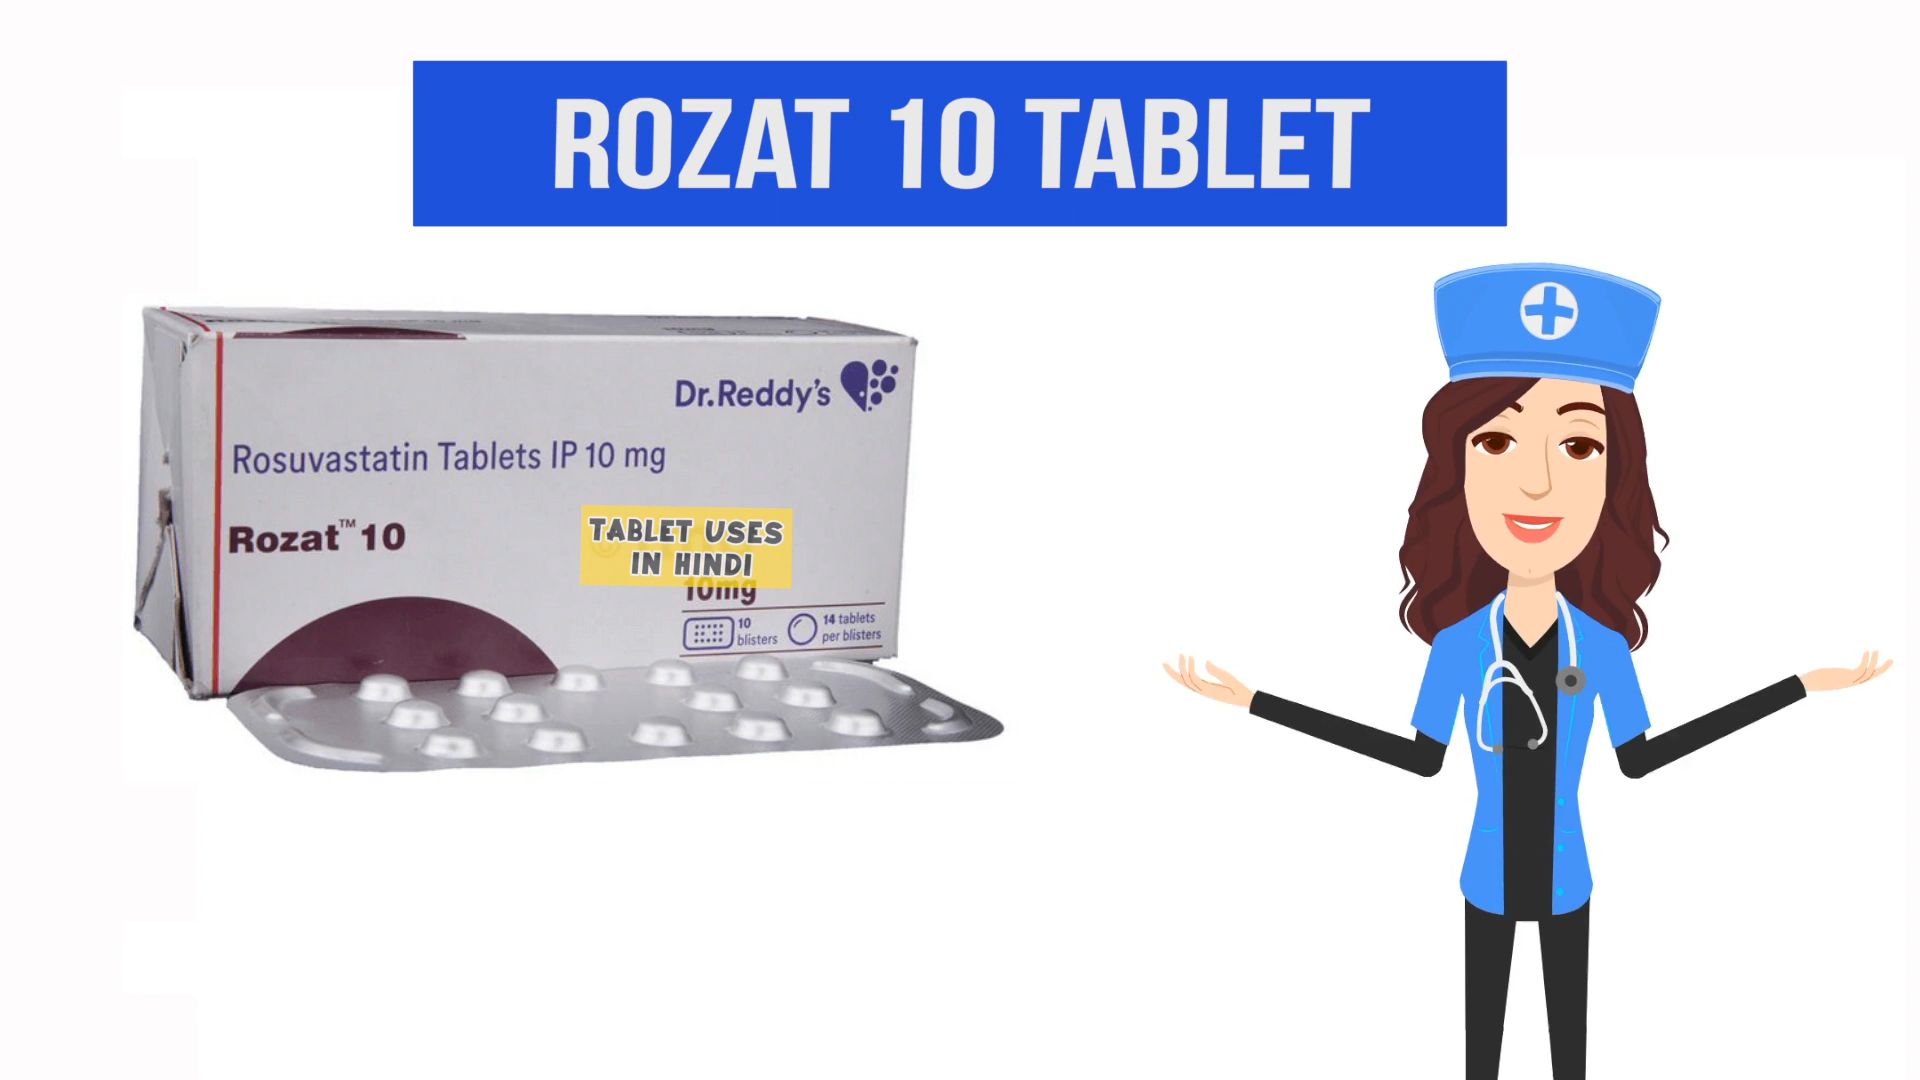 ROZAT 10 TABLET
Dr.Reddy's
Rosuvastatin Tablets IP 10 mg
Rozat™ 10
TABLET USES
IN HINDI
10mg
10
blisters
14 tablets
per blisters